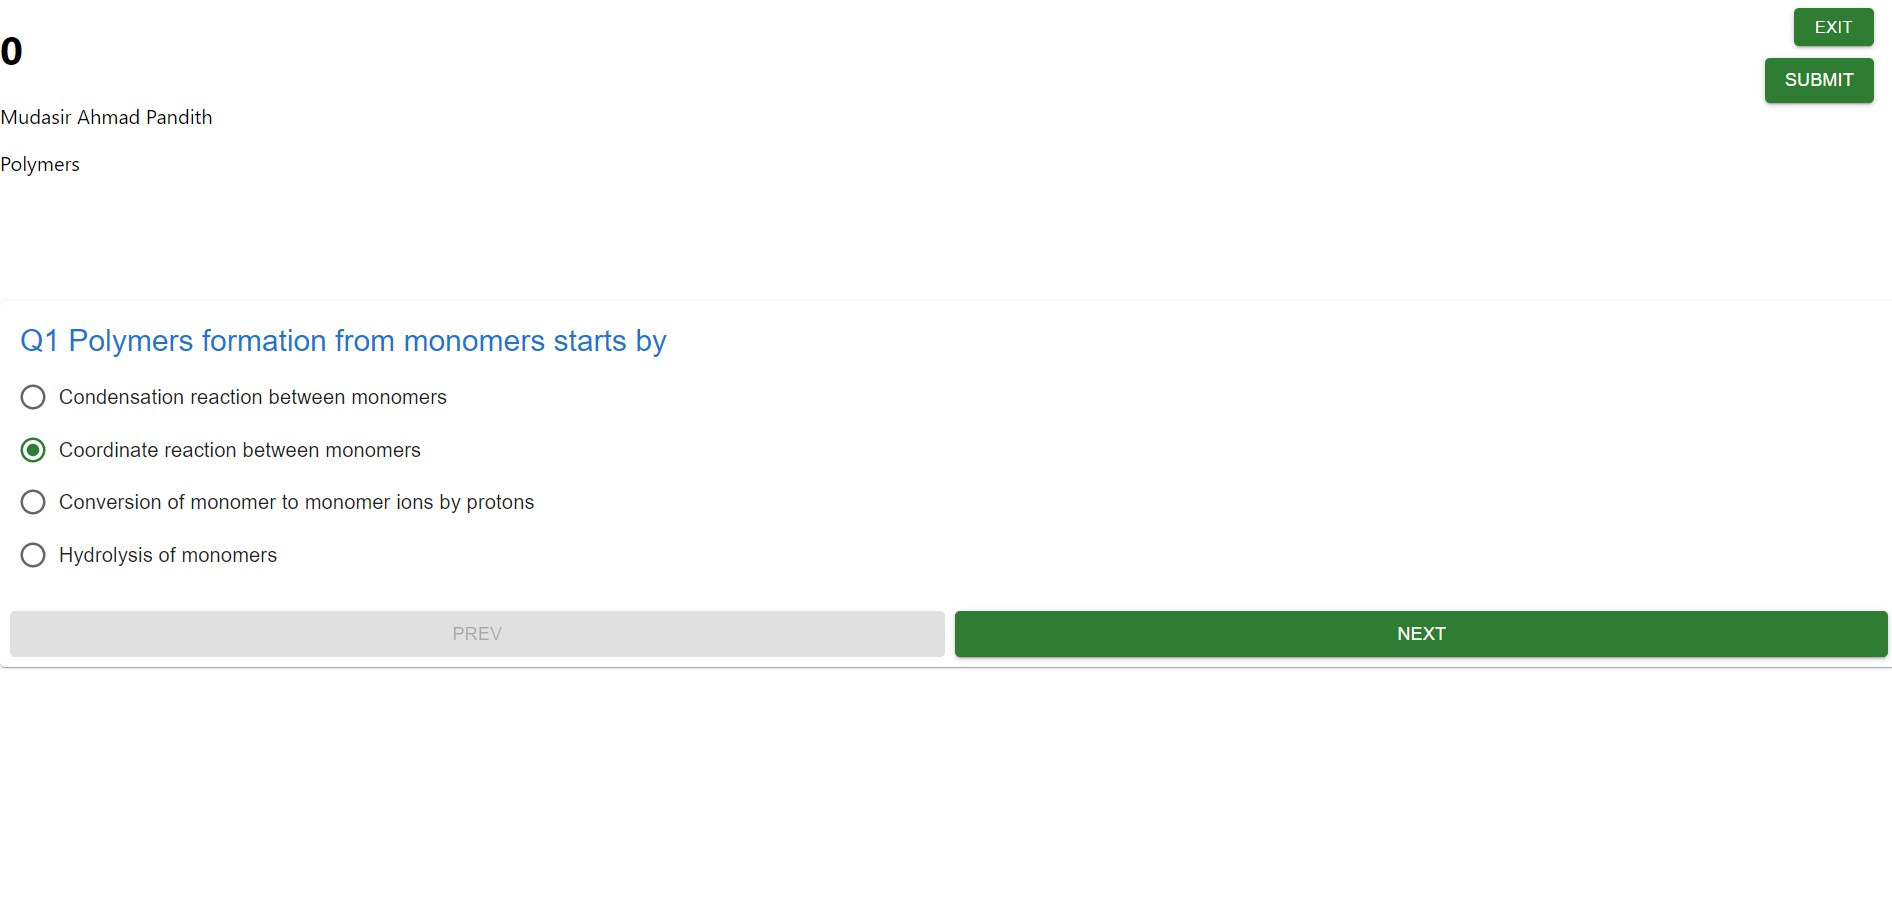 0
EXIT
SUBMIT
Mudasir Ahmad Pandith
Polymers
Q1 Polymers formation from monomers starts by
Condensation reaction between monomers
Coordinate reaction between monomers
Conversion of monomer to monomer ions by protons
Hydrolysis of monomers
PREV
NEXT